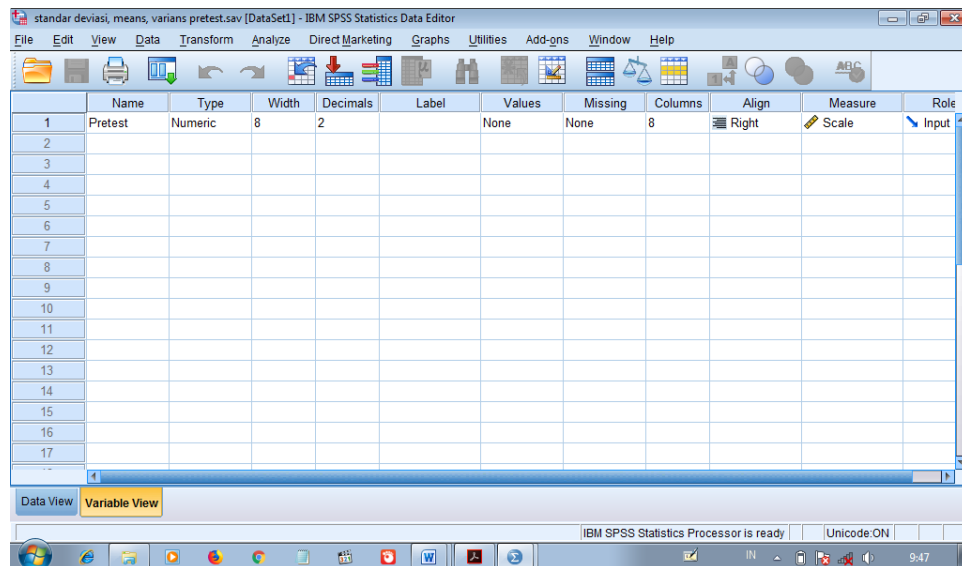 standar deviasi, means, varians pretest.sav [DataSet1] - IBM SPSS Statistics Data Editor
File Edit View Data Transform Analyze Direct Marketing Graphs Utilities Add-ons Window Help
Name Type Width Decimals Label Values Missing Columns Align Measure Role
1 Pretest Numeric 8 2 None None 8 Right Scale Input
2
3
4
5
6
7
8
9
10
11
12
13
14
15
16
17
Data View Variable View
IBM SPSS Statistics Processor is ready Unicode:ON
IN 9:47